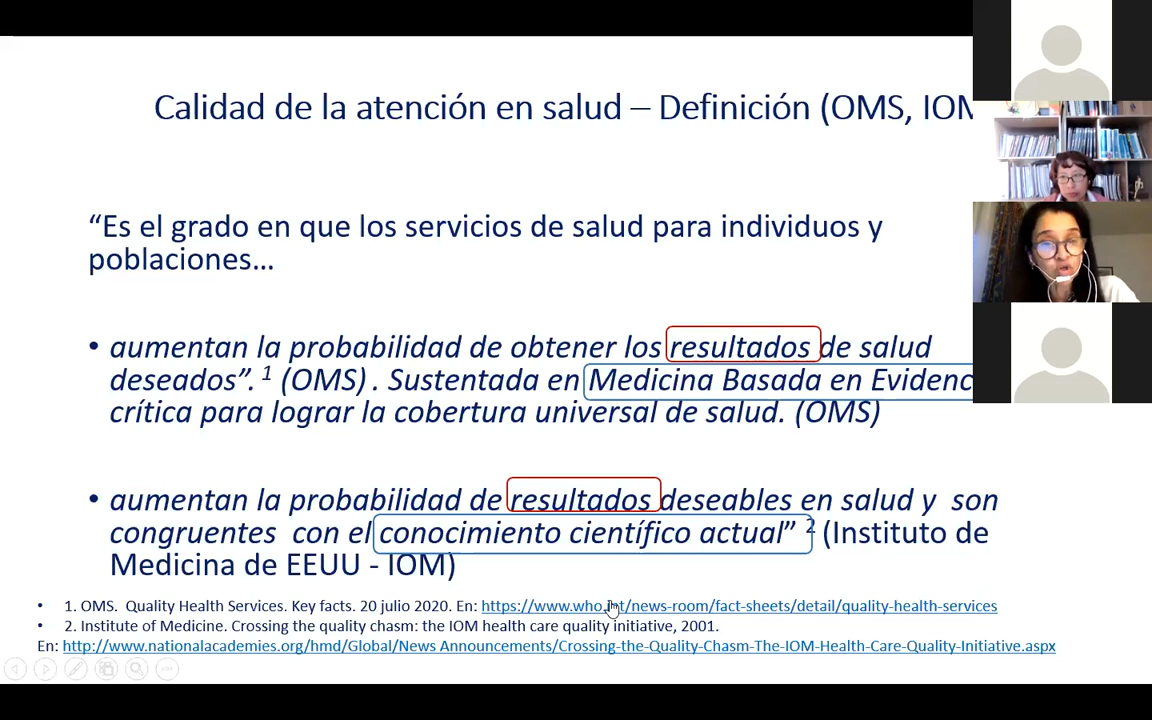 Calidad de la atención en salud – Definición (OMS, IOM
“Es el grado en que los servicios de salud para individuos y
poblaciones…
• aumentan la probabilidad de obtener los resultados de salud
deseados”. 1 (OMS) . Sustentada en Medicina Basada en Evidenc
crítica para lograr la cobertura universal de salud. (OMS)
• aumentan la probabilidad de resultados deseables en salud y son
congruentes con el conocimiento científico actual” 2 (Instituto de
Medicina de EEUU - IOM)
• 1. OMS. Quality Health Services. Key facts. 20 julio 2020. En: https://www.who.int/news-room/fact-sheets/detail/quality-health-services
• 2. Institute of Medicine. Crossing the quality chasm: the IOM health care quality initiative, 2001.
En: http://www.nationalacademies.org/hmd/Global/News Announcements/Crossing-the-Quality-Chasm-The-IOM-Health-Care-Quality-Initiative.aspx